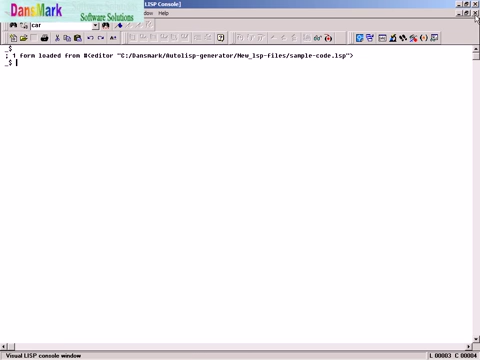 DansMark
Software Solutions
LISP Console]
dow Help
car
_$
; 1 form loaded from #<editor "C:/Dansmark/Autolisp-generator/New_lsp-files/sample-code.lsp">
_$
Visual LISP console window
L 00003 C 00004